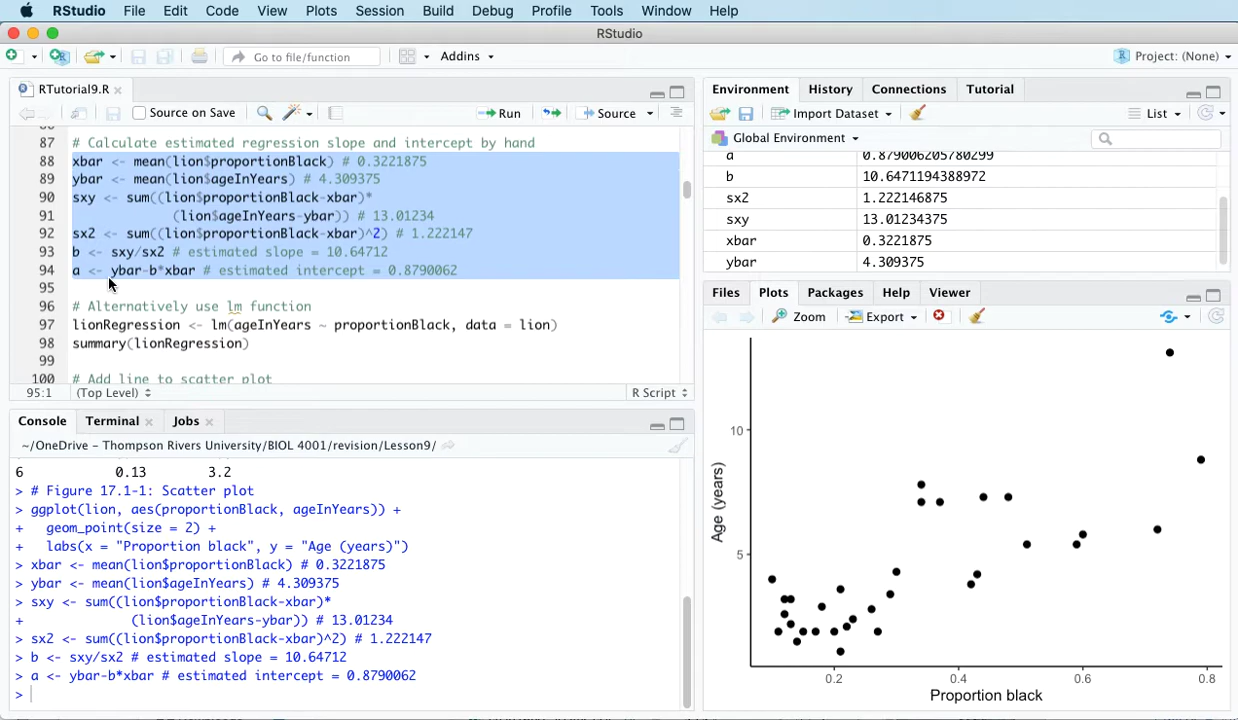 RStudio File Edit Code View Plots Session Build Debug Profile Tools Window Help
RStudio
Go to file/function Addins Project: (None)
RTutorial9.R
Source on Save Run Source
87 # Calculate estimated regression slope and intercept by hand
88 xbar <- mean(lion$proportionBlack) # 0.3221875
89 ybar <- mean(lion$ageInYears) # 4.309375
90 sxy <- sum((lion$proportionBlack-xbar)*
91 (lion$ageInYears-ybar)) # 13.01234
92 sx2 <- sum((lion$proportionBlack-xbar)^2) # 1.222147
93 b <- sxy/sx2 # estimated slope = 10.64712
94 a <- ybar-b*xbar # estimated intercept = 0.8790062
95
96 # Alternatively use lm function
97 lionRegression <- lm(ageInYears ~ proportionBlack, data = lion)
98 summary(lionRegression)
99
100 # Add line to scatter plot
95:1 (Top Level) R Script
Console Terminal Jobs
~/OneDrive - Thompson Rivers University/BIOL 4001/revision/Lesson9/
6 0.13 3.2
> # Figure 17.1-1: Scatter plot
> ggplot(lion, aes(proportionBlack, ageInYears)) +
+ geom_point(size = 2) +
+ labs(x = "Proportion black", y = "Age (years)")
> xbar <- mean(lion$proportionBlack) # 0.3221875
> ybar <- mean(lion$ageInYears) # 4.309375
> sxy <- sum((lion$proportionBlack-xbar)*
+ (lion$ageInYears-ybar)) # 13.01234
> sx2 <- sum((lion$proportionBlack-xbar)^2) # 1.222147
> b <- sxy/sx2 # estimated slope = 10.64712
> a <- ybar-b*xbar # estimated intercept = 0.8790062
>
Environment History Connections Tutorial
Import Dataset List
Global Environment
a 0.879006205780299
b 10.6471194388972
sx2 1.222146875
sxy 13.01234375
xbar 0.3221875
ybar 4.309375
Files Plots Packages Help Viewer
Zoom Export
Age (years)
10
5
0.2 0.4 0.6 0.8
Proportion black